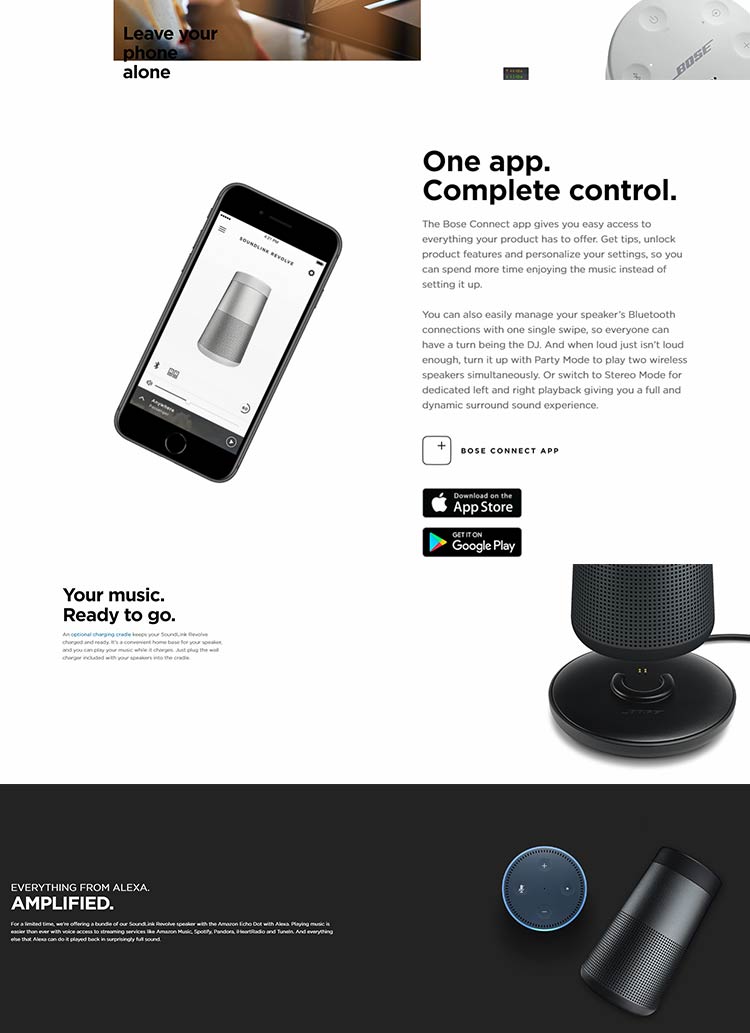 Leave your
phone
alone
BOSE
One app.
Complete control.
The Bose Connect app gives you easy access to
everything your product has to offer. Get tips, unlock
product features and personalize your settings, so you
can spend more time enjoying the music instead of
setting it up.
You can also easily manage your speaker's Bluetooth
connections with one single swipe, so everyone can
have a turn being the DJ. And when loud just isn't loud
enough, turn it up with Party Mode to play two wireless
speakers simultaneously. Or switch to Stereo Mode for
dedicated left and right playback giving you a full and
dynamic surround sound experience.
4:21 PM
SOUNDLINK REVOLVE
Anywhere
Passenger
BOSE CONNECT APP
Download on the
App Store
GET IT ON
Google Play
Your music.
Ready to go.
An optional charging cradle keeps your SoundLink Revolve
charged and ready. It's a convenient home base for your speaker,
and you can play your music while it charges. Just plug the wall
charger included with your speakers into the cradle.
EVERYTHING FROM ALEXA.
AMPLIFIED.
For a limited time, we're offering a bundle of our SoundLink Revolve speaker with the Amazon Echo Dot with Alexa. Playing music is
easier than ever with voice access to streaming services like Amazon Music, Spotify, Pandora, iHeartRadio and TuneIn. And everything
else that Alexa can do it played back in surprisingly full sound.